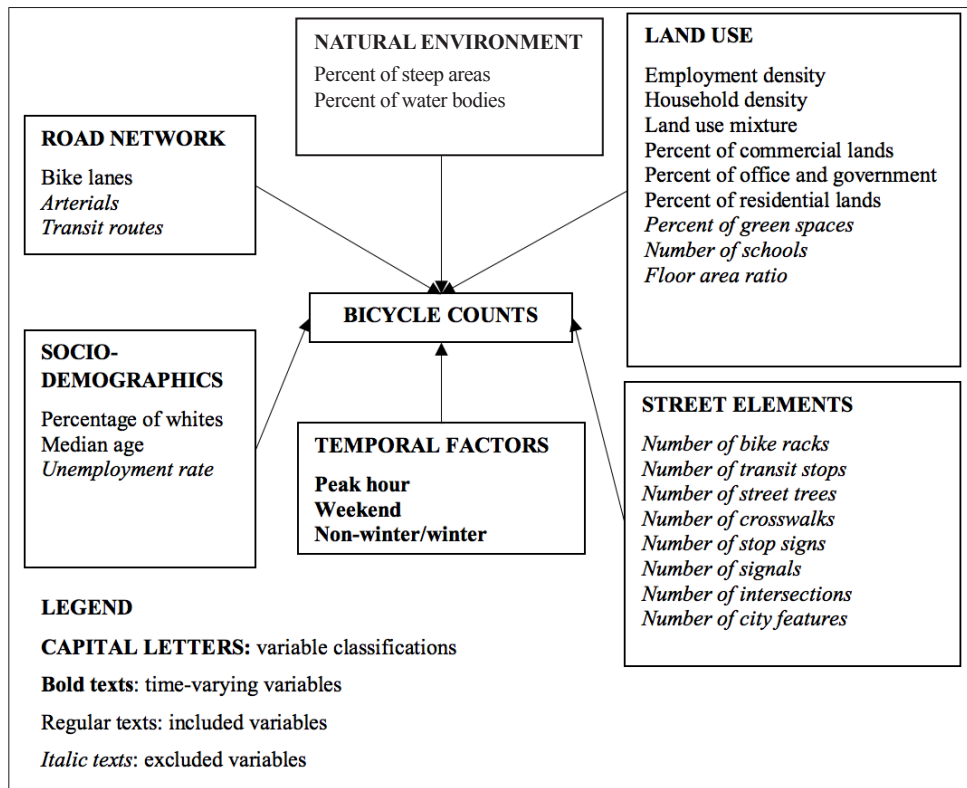 NATURAL ENVIRONMENT
Percent of steep areas
Percent of water bodies
LAND USE
Employment density
Household density
Land use mixture
Percent of commercial lands
Percent of office and government
Percent of residential lands
Percent of green spaces
Number of schools
Floor area ratio
ROAD NETWORK
Bike lanes
Arterials
Transit routes
BICYCLE COUNTS
SOCIO-
DEMOGRAPHICS
Percentage of whites
Median age
Unemployment rate
TEMPORAL FACTORS
Peak hour
Weekend
Non-winter/winter
STREET ELEMENTS
Number of bike racks
Number of transit stops
Number of street trees
Number of crosswalks
Number of stop signs
Number of signals
Number of intersections
Number of city features
LEGEND
CAPITAL LETTERS: variable classifications
Bold texts: time-varying variables
Regular texts: included variables
Italic texts: excluded variables